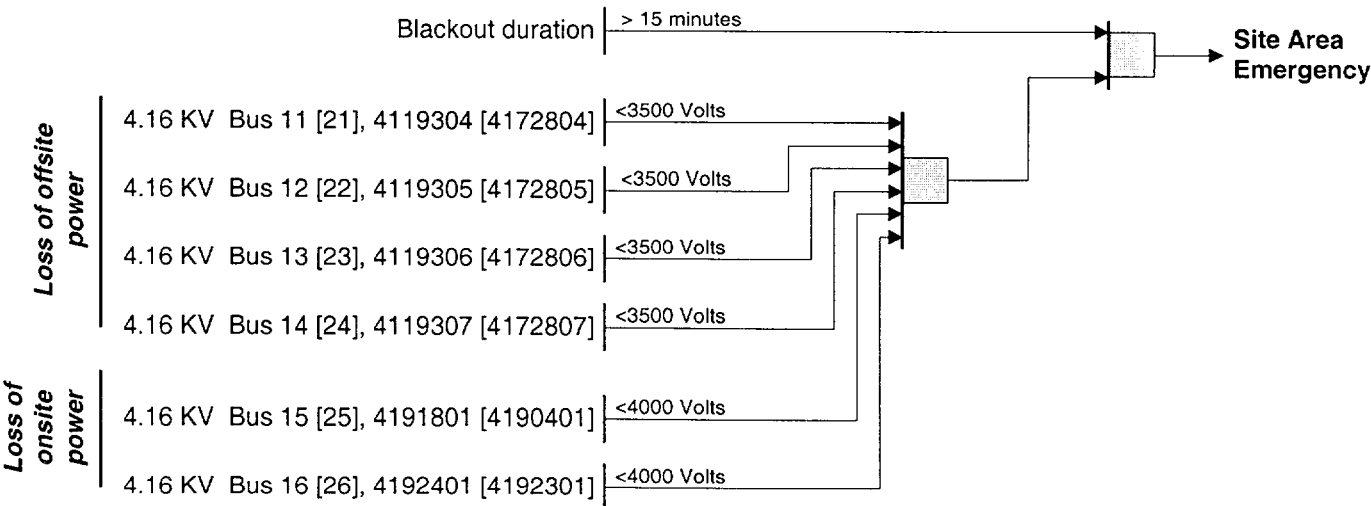 Blackout duration > 15 minutes
Site Area
Emergency
Loss of offsite
power
4.16 KV Bus 11 [21], 4119304 [4172804] <3500 Volts
4.16 KV Bus 12 [22], 4119305 [4172805] <3500 Volts
4.16 KV Bus 13 [23], 4119306 [4172806] <3500 Volts
4.16 KV Bus 14 [24], 4119307 [4172807] <3500 Volts
Loss of
onsite
power
4.16 KV Bus 15 [25], 4191801 [4190401] <4000 Volts
4.16 KV Bus 16 [26], 4192401 [4192301] <4000 Volts